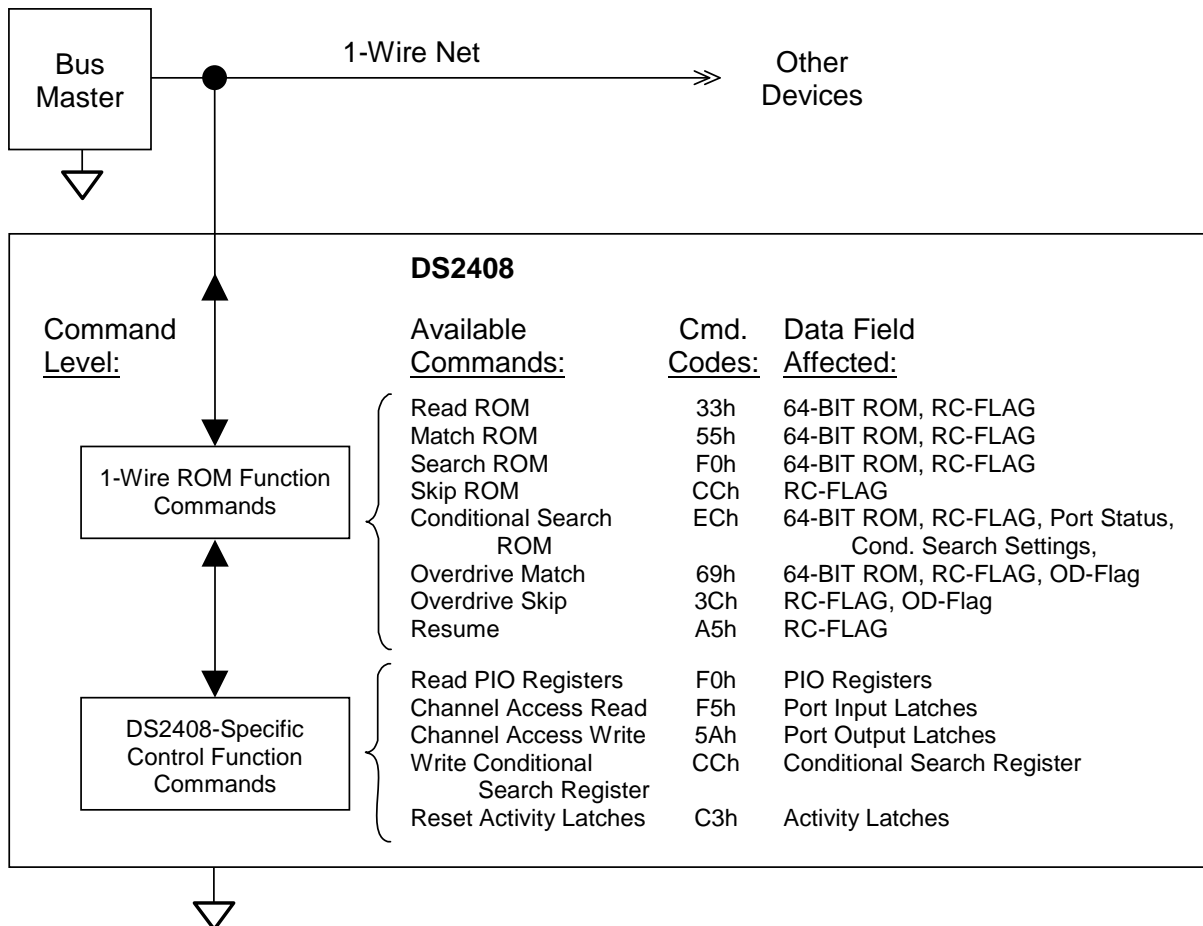 Bus
Master
1-Wire Net
Other
Devices
DS2408
Command
Level:
Available
Commands:
Cmd.
Codes:
Data Field
Affected:
1-Wire ROM Function
Commands
Read ROM 33h 64-BIT ROM, RC-FLAG
Match ROM 55h 64-BIT ROM, RC-FLAG
Search ROM F0h 64-BIT ROM, RC-FLAG
Skip ROM CCh RC-FLAG
Conditional Search ECh 64-BIT ROM, RC-FLAG, Port Status,
ROM Cond. Search Settings,
Overdrive Match 69h 64-BIT ROM, RC-FLAG, OD-Flag
Overdrive Skip 3Ch RC-FLAG, OD-Flag
Resume A5h RC-FLAG
DS2408-Specific
Control Function
Commands
Read PIO Registers F0h PIO Registers
Channel Access Read F5h Port Input Latches
Channel Access Write 5Ah Port Output Latches
Write Conditional CCh Conditional Search Register
Search Register
Reset Activity Latches C3h Activity Latches